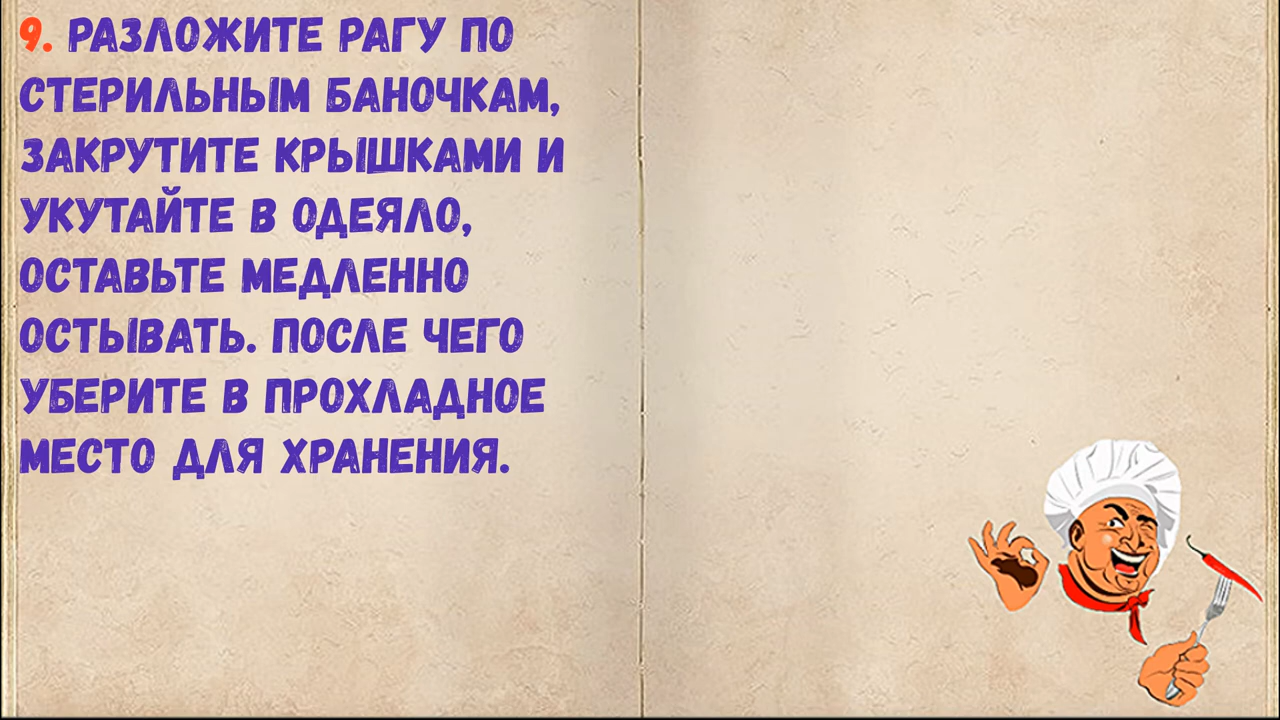 9. РАЗЛОЖИТЕ РАГУ ПО
СТЕРИЛЬНЫМ БАНОЧКАМ,
ЗАКРУТИТЕ КРЫШКАМИ И
УКУТАЙТЕ В ОДЕЯЛО,
ОСТАВЬТЕ МЕДЛЕННО
ОСТЫВАТЬ. ПОСЛЕ ЧЕГО
УБЕРИТЕ В ПРОХЛАДНОЕ
МЕСТО ДЛЯ ХРАНЕНИЯ.